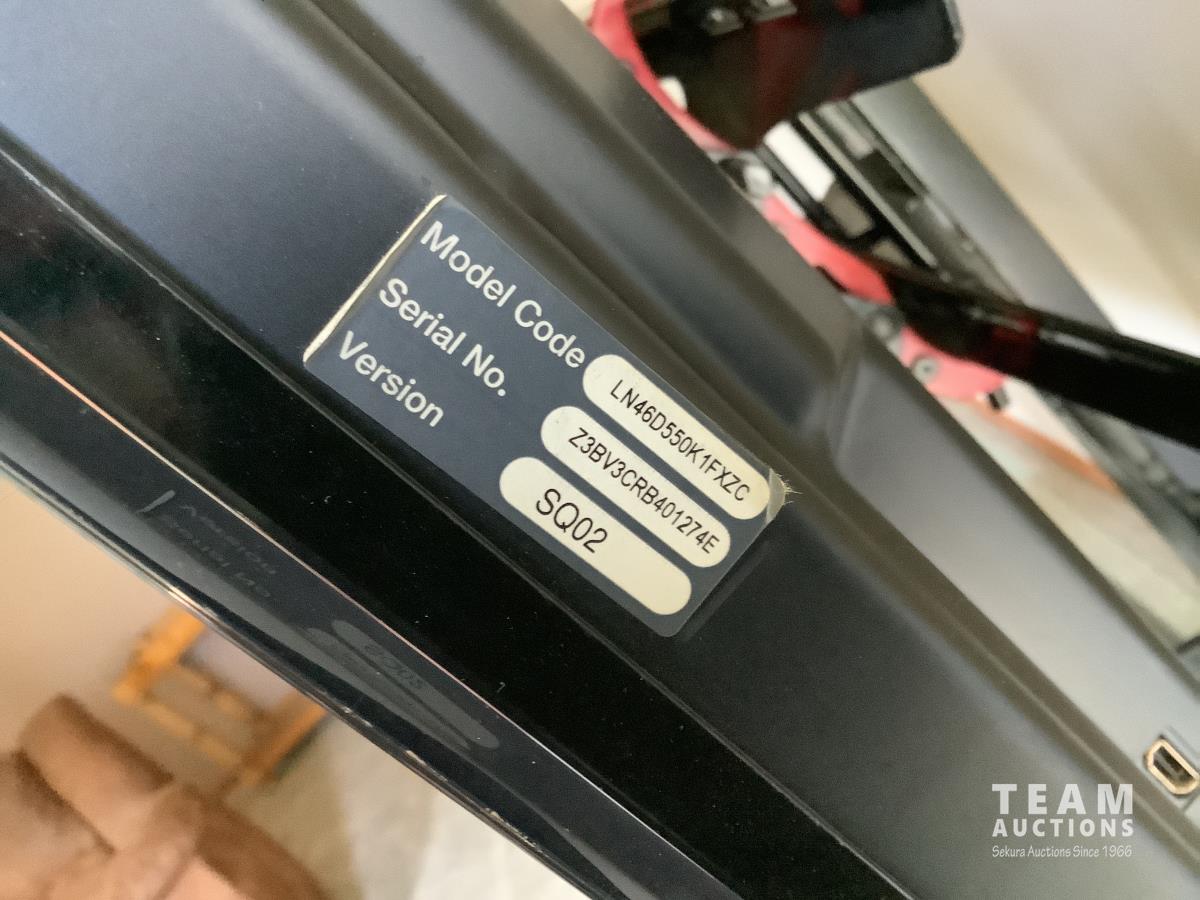 Model Code LN46D550K1FXZC
Serial No. Z3BV3CRB401274E
Version SQ02
TEAM
AUCTIONS
Sekura Auctions Since 1966